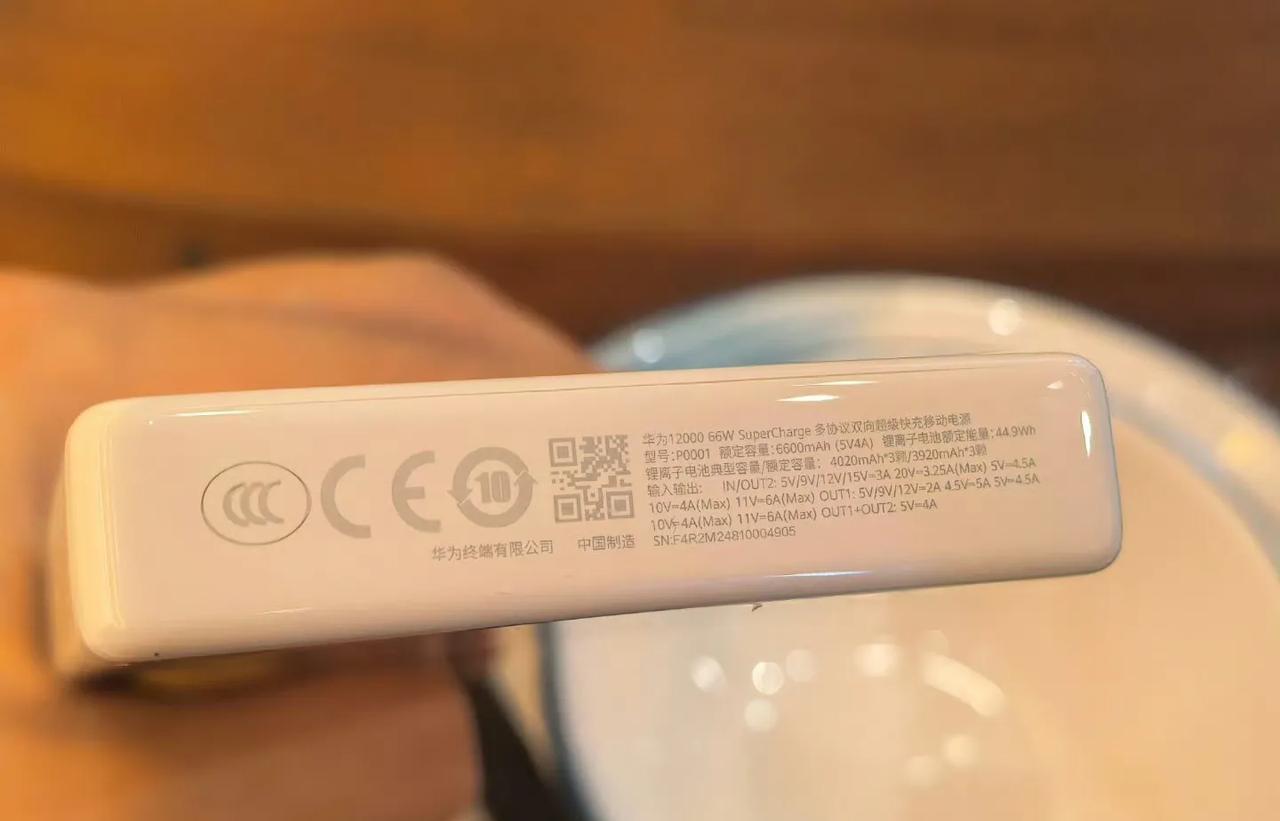 CCC
CE
10
华为终端有限公司 中国制造
华为12000 66W SuperCharge 多协议双向超级快充移动电源
型号:P0001 额定容量:6600mAh (5V4A) 锂离子电池额定能量:44.9Wh
锂离子电池典型容量/额定容量: 4020mAh*3颗/3920mAh*3颗
输入输出: IN/OUT2: 5V/9V/12V/15V⎓3A 20V⎓3.25A(Max) 5V⎓4.5A
10V⎓4A(Max) 11V⎓6A(Max) OUT1: 5V/9V/12V⎓2A 4.5V⎓5A 5V⎓4.5A
10V⎓4A(Max) 11V⎓6A(Max) OUT1+OUT2: 5V⎓4A
SN:F4R2M24810004905